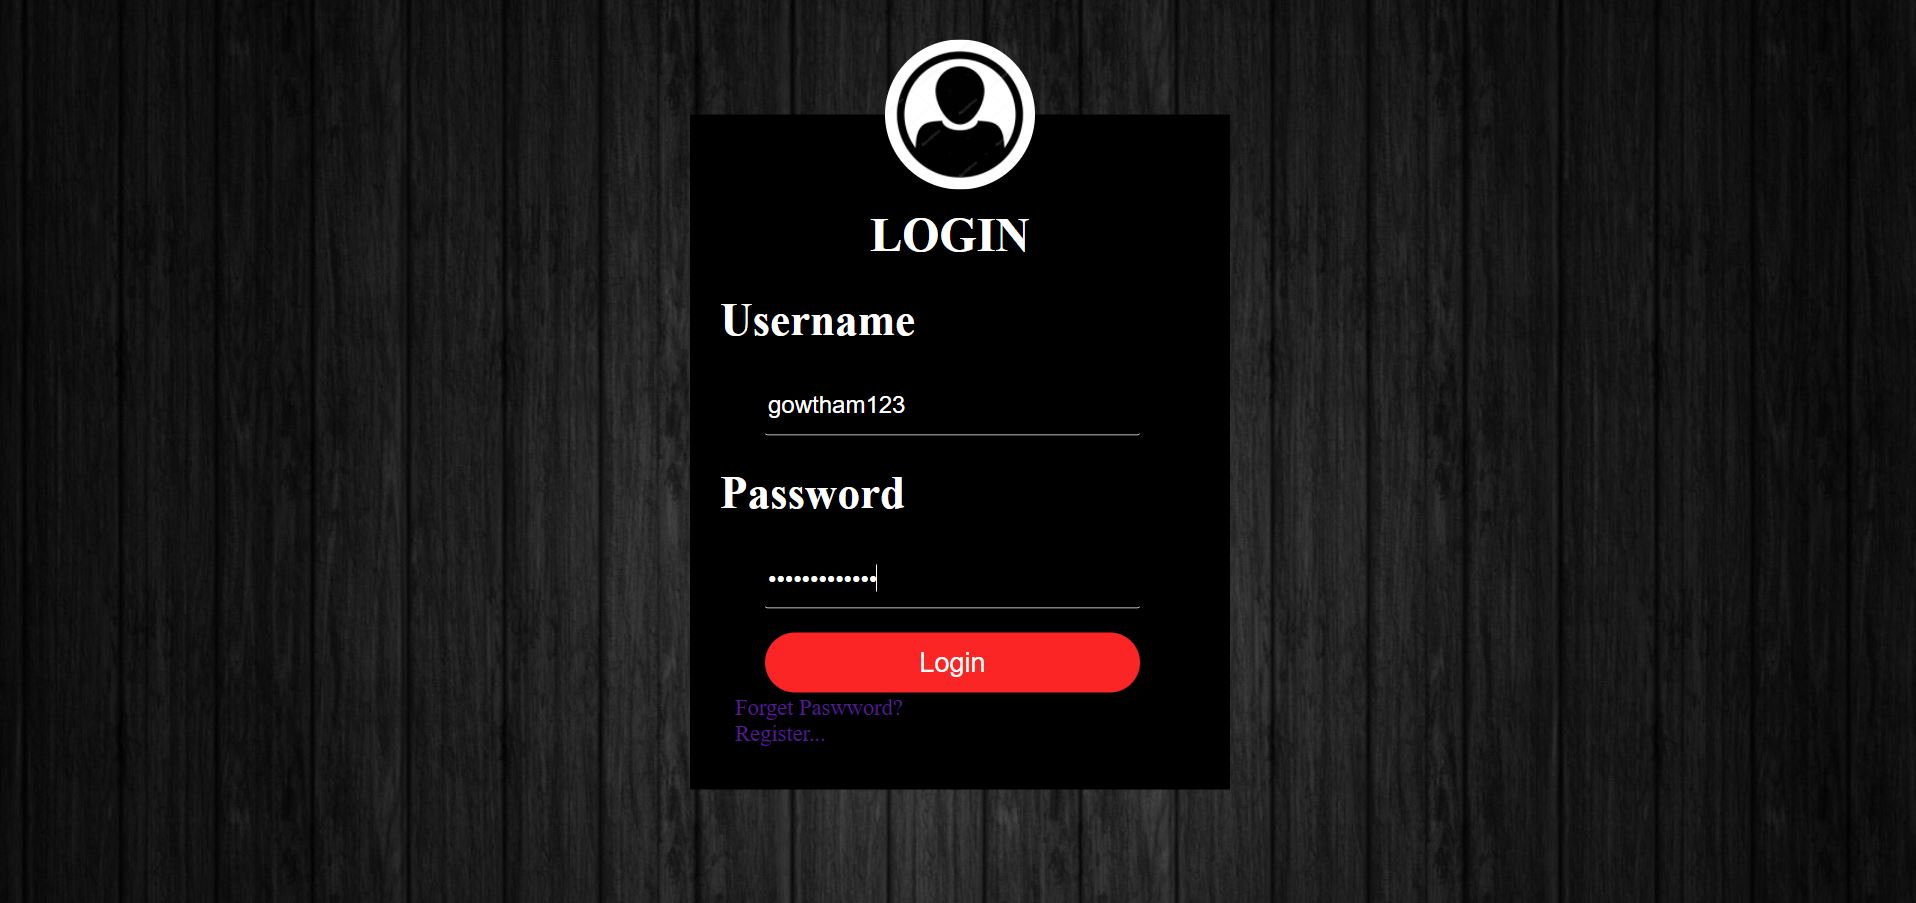 LOGIN
Username
gowtham123
Password
•••••••••••••
Login
Forget Paswword?
Register...